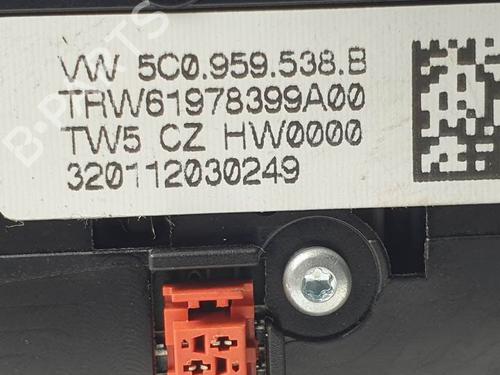 VW 5C0.959.538.B
TRW61978399A00
TW5 CZ HW0000
320112030249
B-PARTS